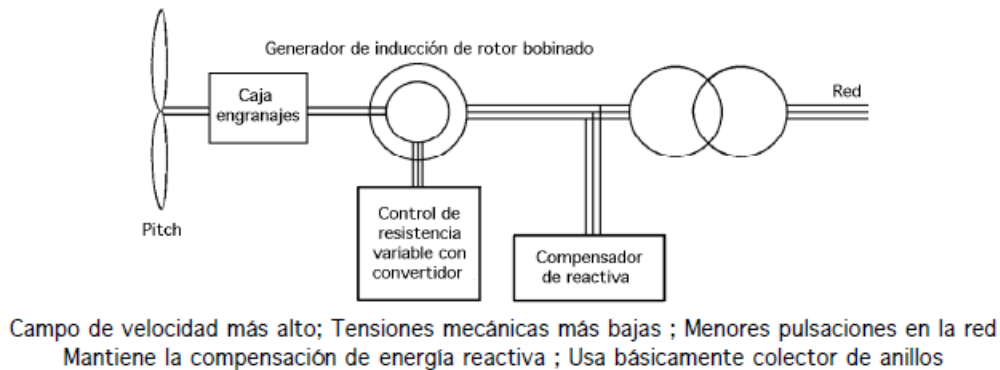 Generador de inducción de rotor bobinado
Caja
engranajes
Red
Pitch
Control de
resistencia
variable con
convertidor
Compensador
de reactiva
Campo de velocidad más alto; Tensiones mecánicas más bajas ; Menores pulsaciones en la red
Mantiene la compensación de energía reactiva ; Usa básicamente colector de anillos